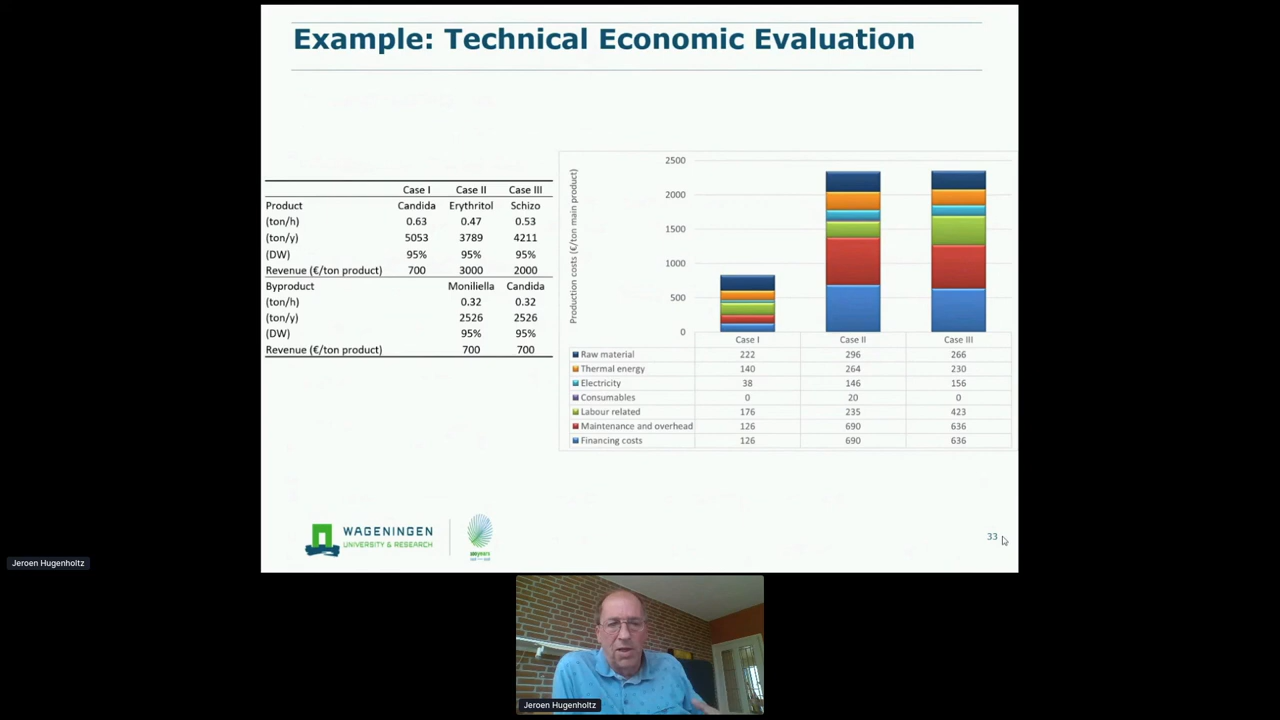 Example: Technical Economic Evaluation
Case I Case II Case III
Product Candida Erythritol Schizo
(ton/h) 0.63 0.47 0.53
(ton/y) 5053 3789 4211
(DW) 95% 95% 95%
Revenue (€/ton product) 700 3000 2000
Byproduct Moniliella Candida
(ton/h) 0.32 0.32
(ton/y) 2526 2526
(DW) 95% 95%
Revenue (€/ton product) 700 700
Production costs (€/ton main product)
2500
2000
1500
1000
500
0
Case I Case II Case III
Raw material 222 296 266
Thermal energy 140 264 230
Electricity 38 146 156
Consumables 0 20 0
Labour related 176 235 423
Maintenance and overhead 126 690 636
Financing costs 126 690 636
WAGENINGEN
UNIVERSITY & RESEARCH
33
Jeroen Hugenholtz
Jeroen Hugenholtz